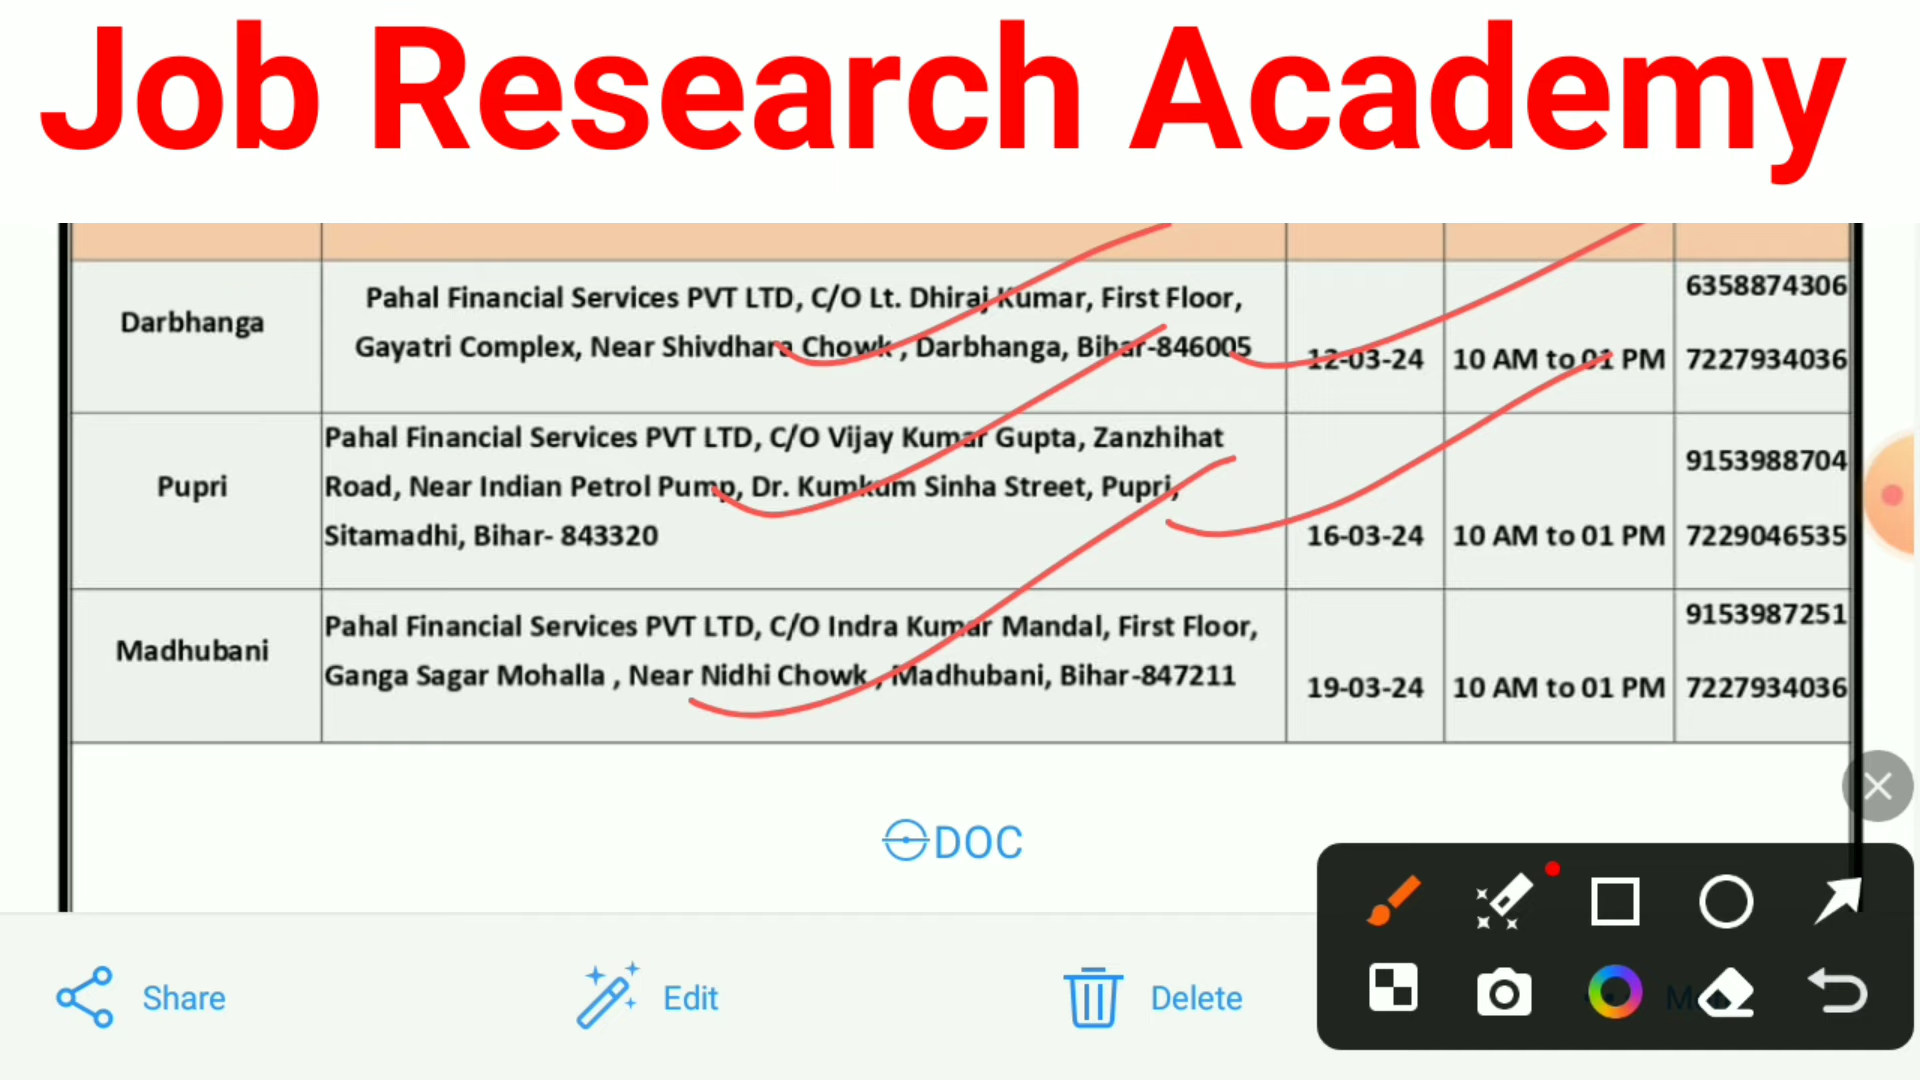 Job Research Academy
Darbhanga
Pahal Financial Services PVT LTD, C/O Lt. Dhiraj Kumar, First Floor,
Gayatri Complex, Near Shivdhara Chowk , Darbhanga, Bihar-846005
12-03-24
10 AM to 01 PM
6358874306
7227934036
Pupri
Pahal Financial Services PVT LTD, C/O Vijay Kumar Gupta, Zanzhihat
Road, Near Indian Petrol Pump, Dr. Kumkum Sinha Street, Pupri,
Sitamadhi, Bihar- 843320
16-03-24
10 AM to 01 PM
9153988704
7229046535
Madhubani
Pahal Financial Services PVT LTD, C/O Indra Kumar Mandal, First Floor,
Ganga Sagar Mohalla , Near Nidhi Chowk , Madhubani, Bihar-847211
19-03-24
10 AM to 01 PM
9153987251
7227934036
DOC
Share
Edit
Delete